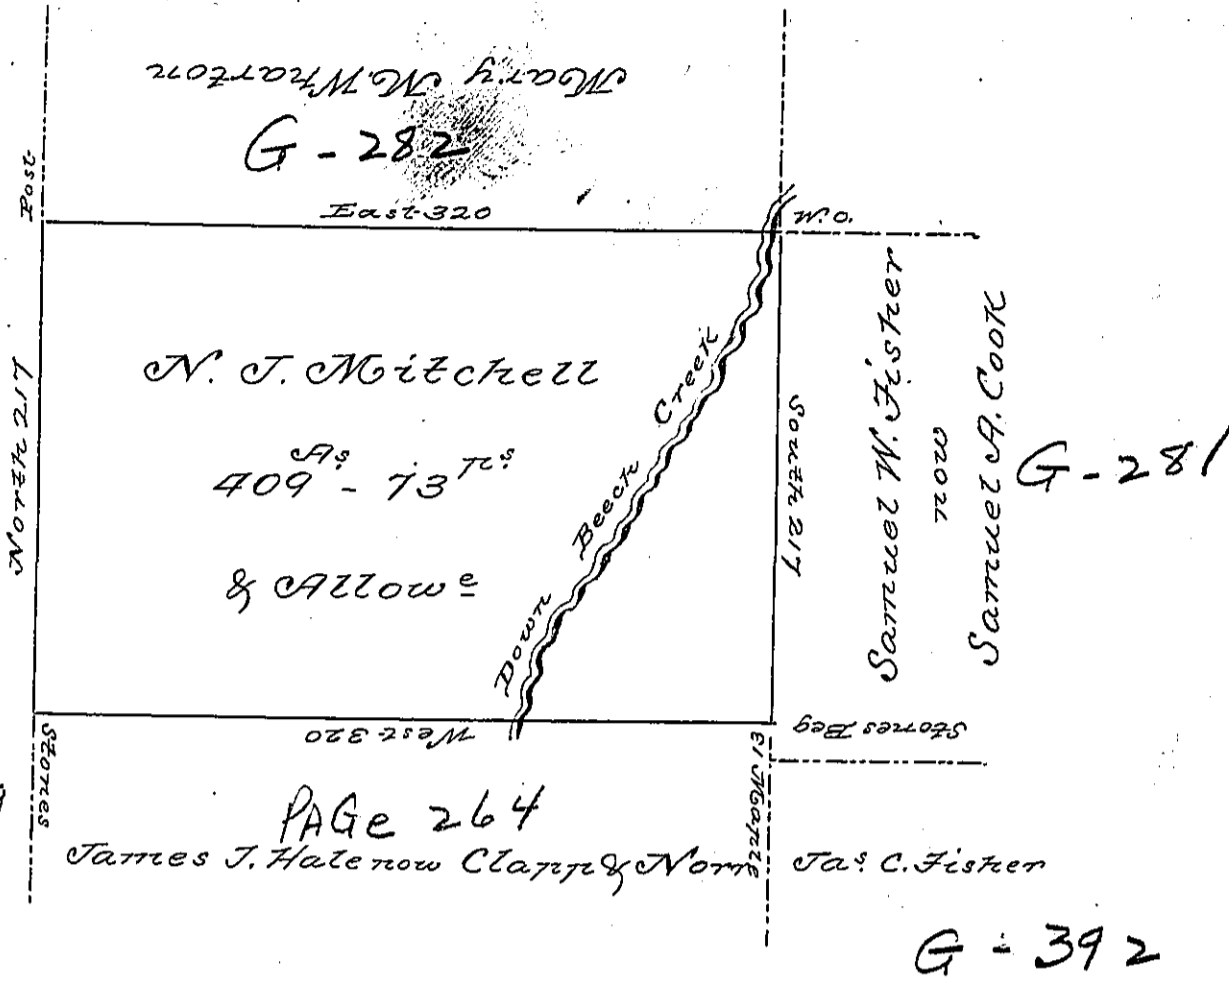 Mary M. Wharton
G - 282
Post
East 320
W. O.
N. J. Mitchell
409 As. - 73 Ps.
& Allowe
North 217
Down Beech Creek
South 217
Samuel W. Fisher
now
Samuel A. Cook
G - 281
Stones Beg
West 320
Stones
PAGe 264
James J. Hale now Clapp & Norr
Jas. C. Fisher
G - 392